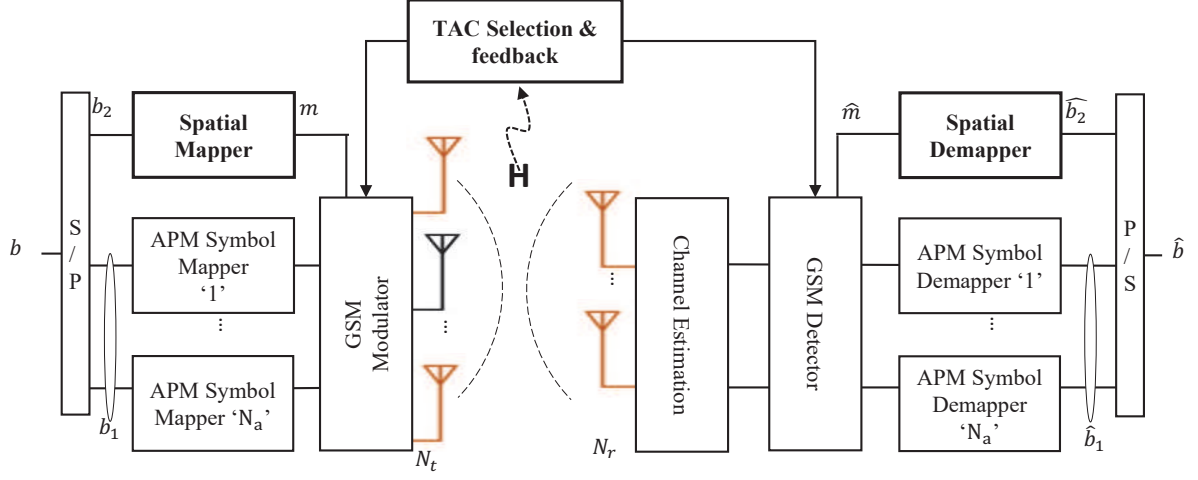 TAC Selection &
feedback
b₂
Spatial
Mapper
m
H
m̂
Spatial
Demapper
b̂₂
b
S
/
P
APM Symbol
Mapper
‘1’
⋮
APM Symbol
Mapper ‘Nₐ’
b₁
GSM
Modulator
⋮
Nₜ
⋮
Nᵣ
Channel Estimation
GSM Detector
APM Symbol
Demapper ‘1’
⋮
APM Symbol
Demapper
‘Nₐ’
b̂₁
P
/
S
b̂